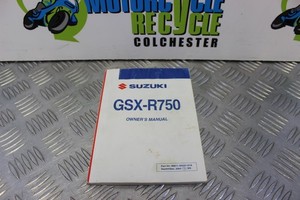 MOTORCYCLE
RECYCLE
COLCHESTER
SUZUKI
GSX-R750
OWNER'S MANUAL